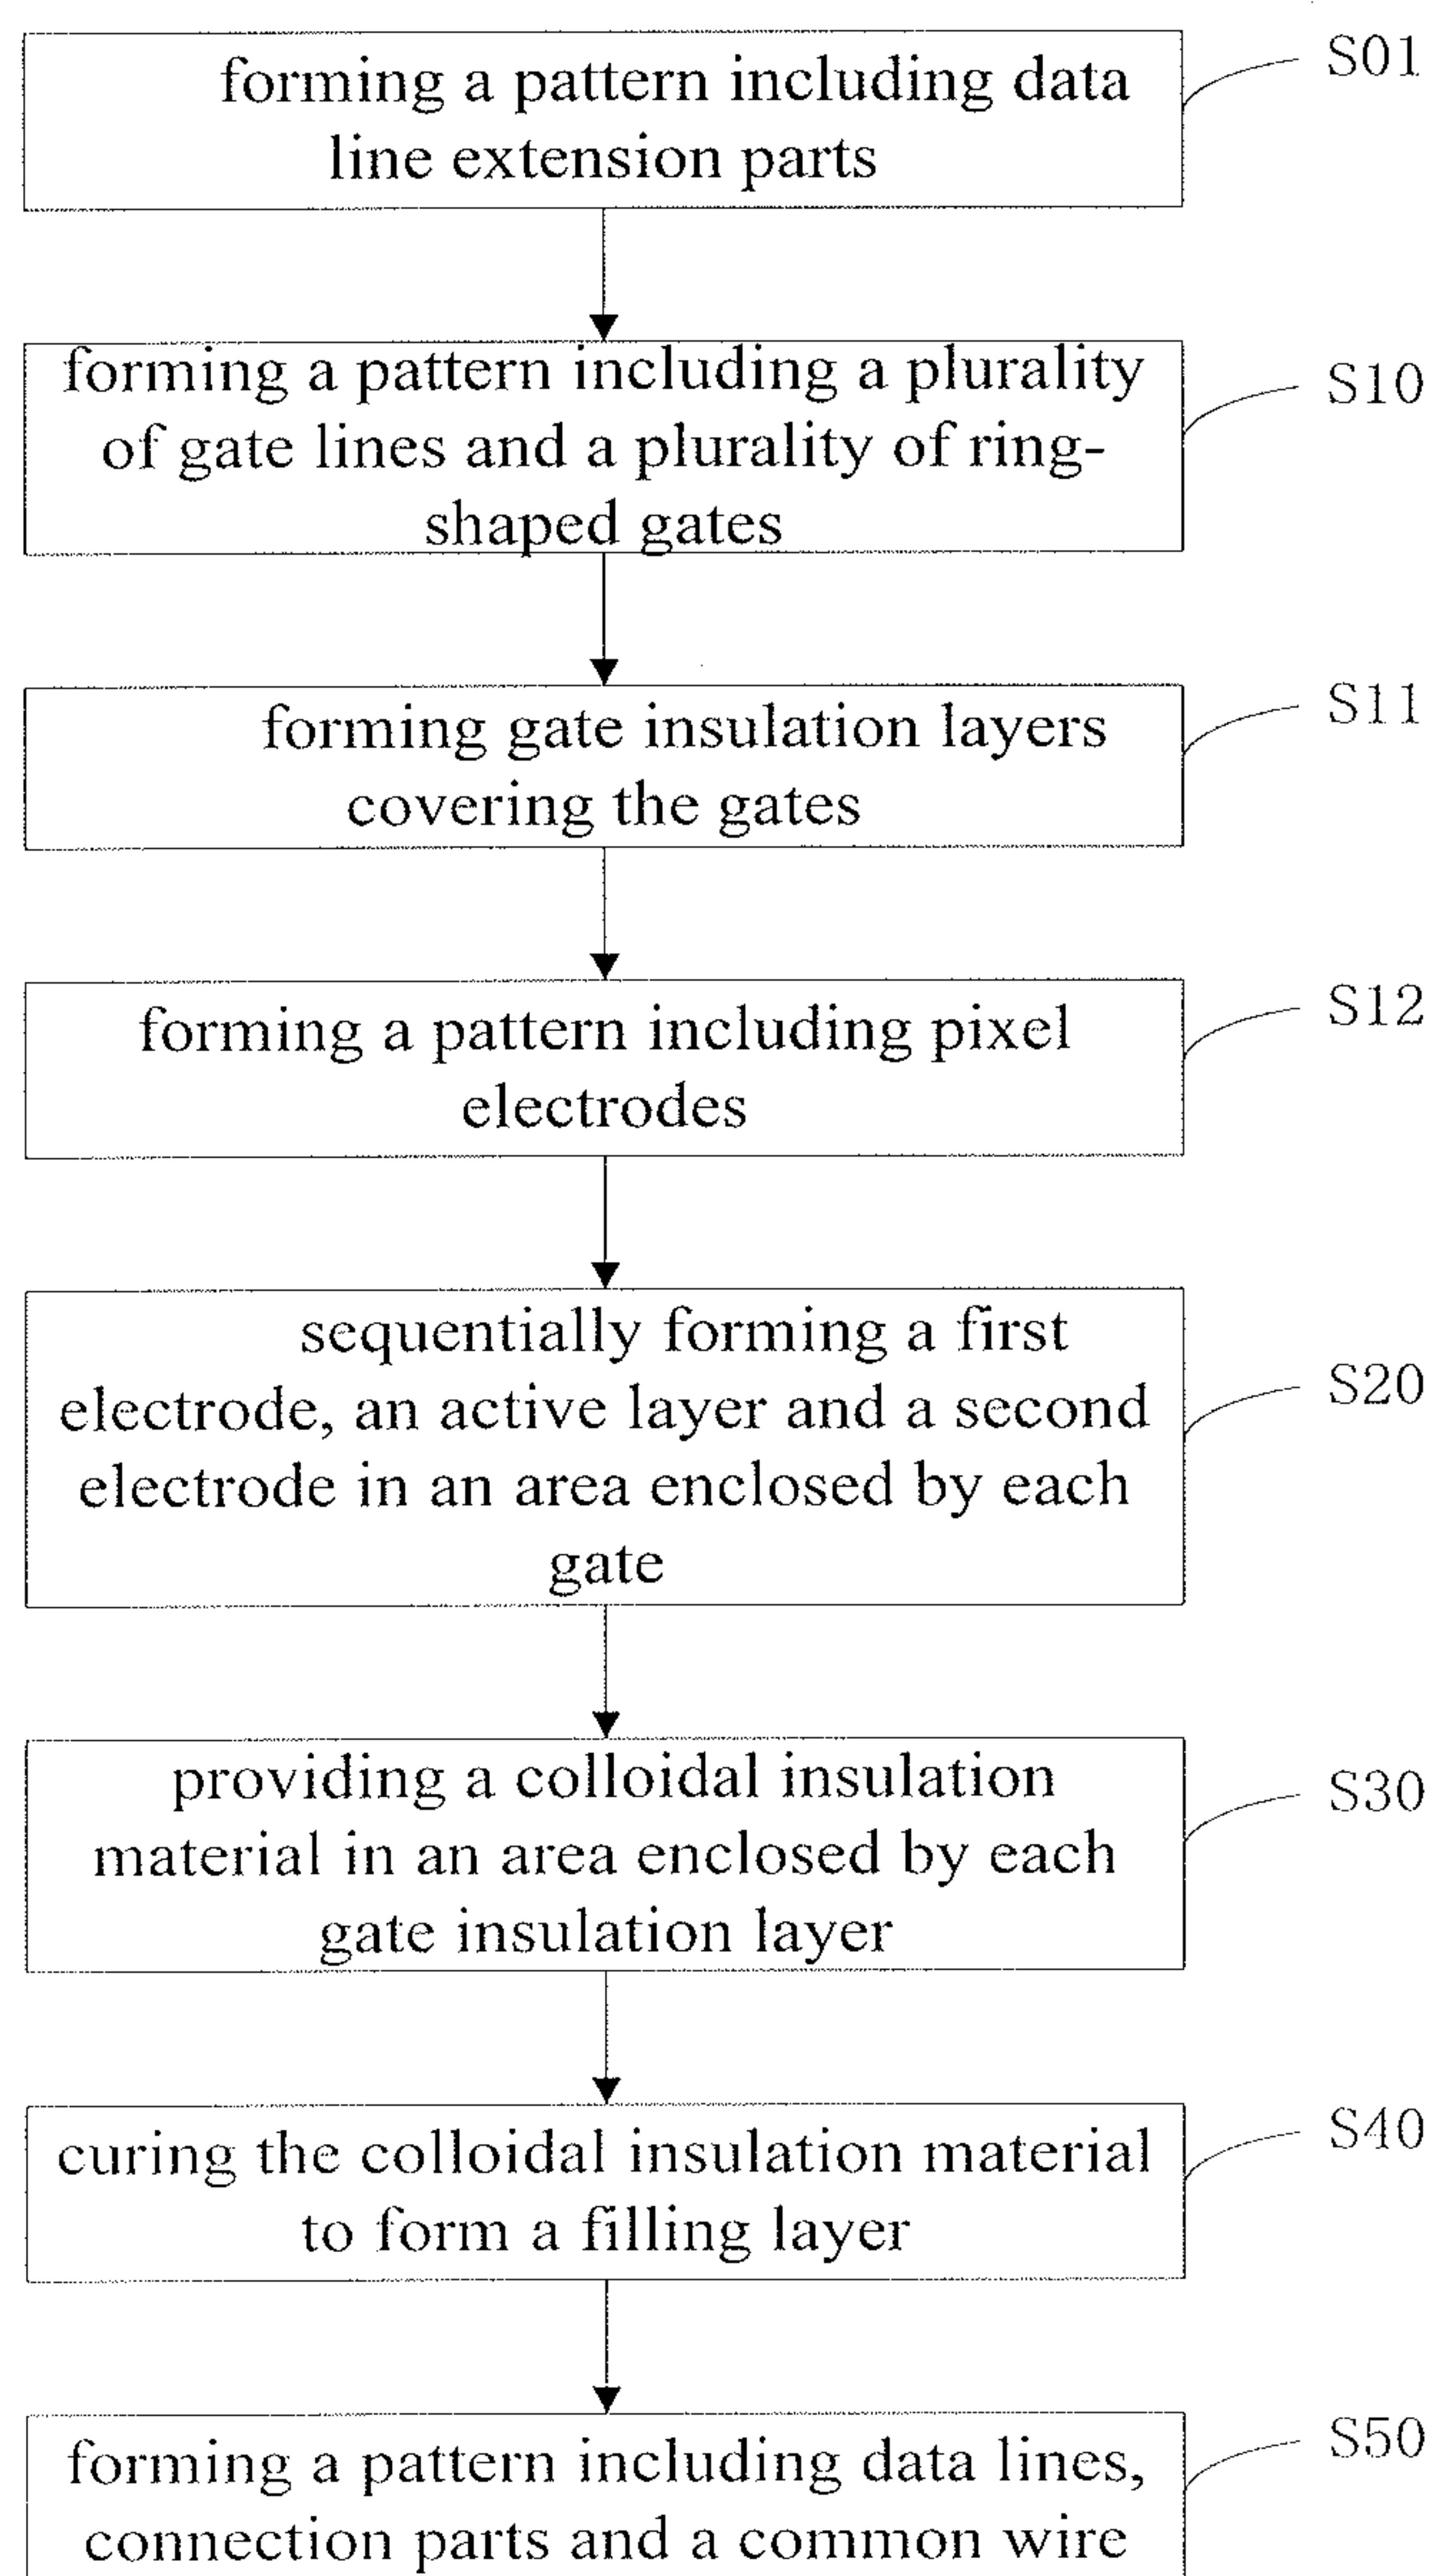 forming a pattern including data
line extension parts
S01
forming a pattern including a plurality
of gate lines and a plurality of ring-
shaped gates
S10
forming gate insulation layers
covering the gates
S11
forming a pattern including pixel
electrodes
S12
sequentially forming a first
electrode, an active layer and a second
electrode in an area enclosed by each
gate
S20
providing a colloidal insulation
material in an area enclosed by each
gate insulation layer
S30
curing the colloidal insulation material
to form a filling layer
S40
forming a pattern including data lines,
connection parts and a common wire
S50